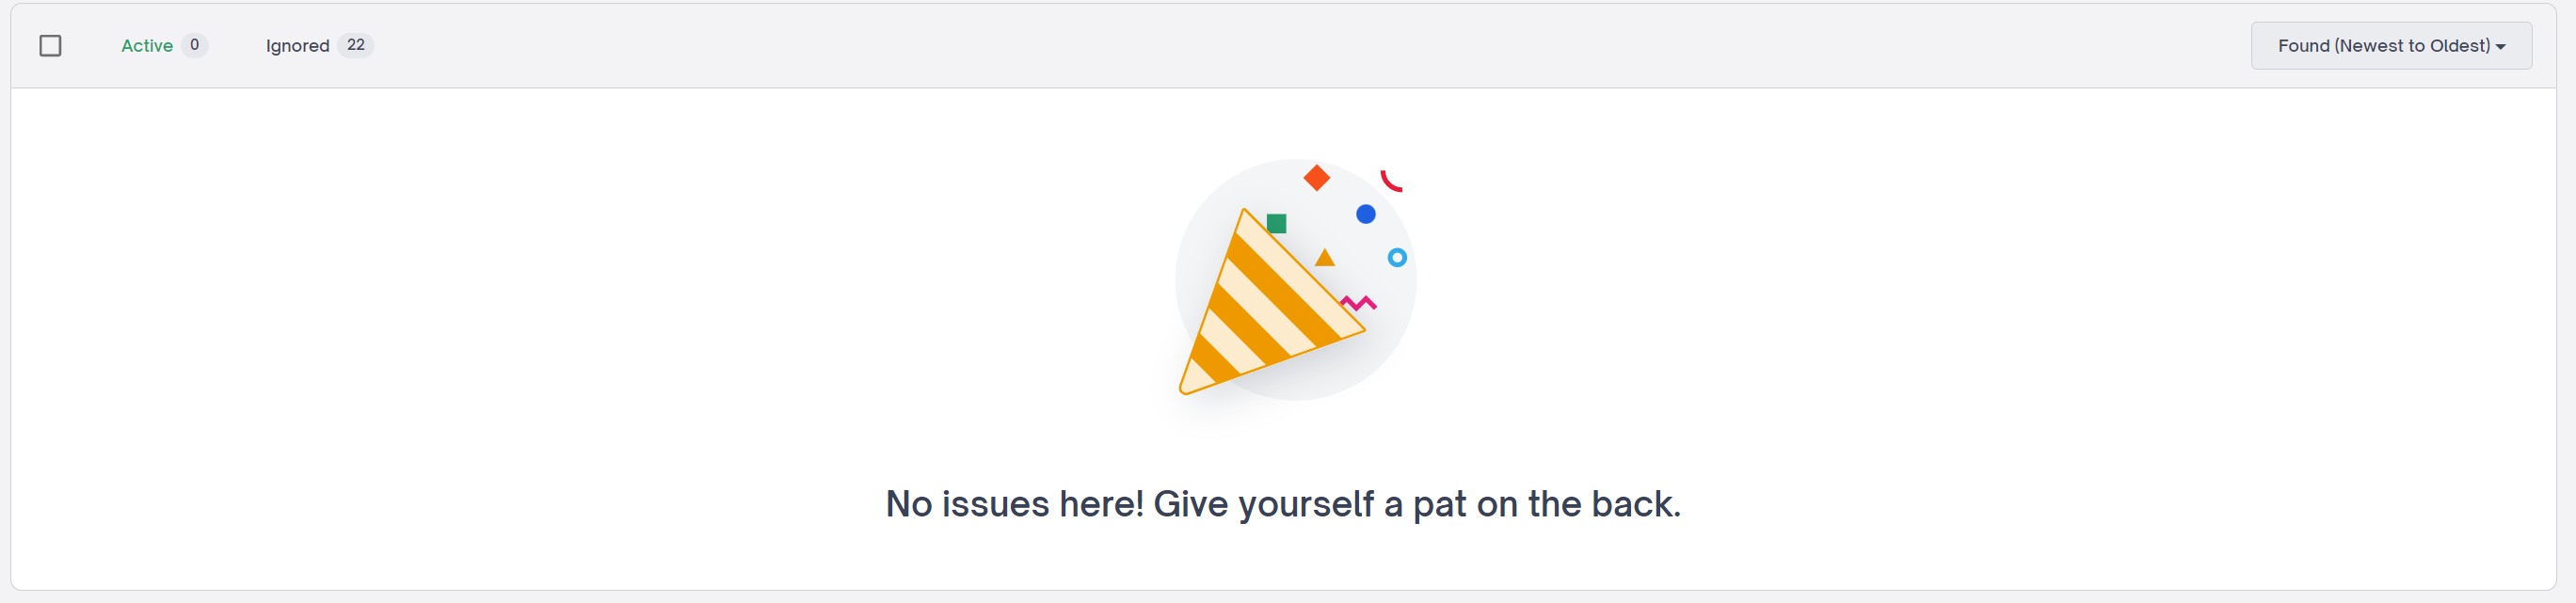 Active 0 Ignored 22 Found (Newest to Oldest)
No issues here! Give yourself a pat on the back.